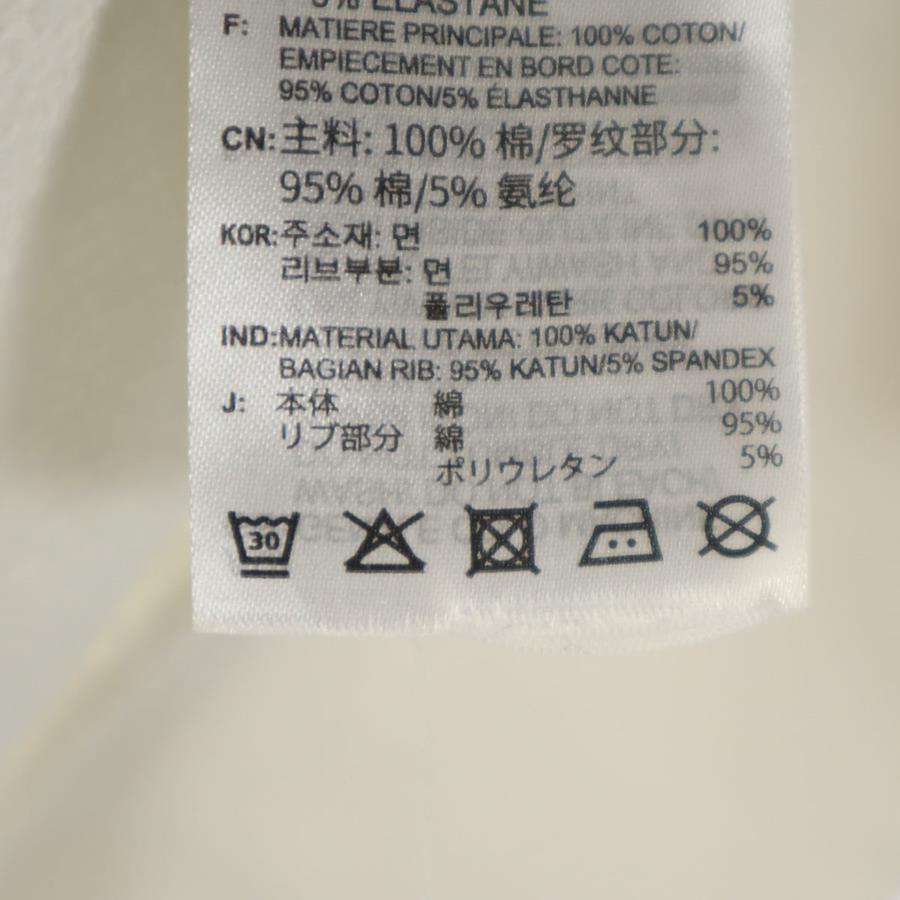 5% ELASTANE
F: MATIERE PRINCIPALE: 100% COTON/
EMPIECEMENT EN BORD COTE:
95% COTON/5% ÉLASTHANNE
CN: 主料: 100% 棉/罗纹部分:
95% 棉/5% 氨纶
KOR: 주소재: 면 100%
리브부분: 면 95%
폴리우레탄 5%
IND: MATERIAL UTAMA: 100% KATUN/
BAGIAN RIB: 95% KATUN/5% SPANDEX
J: 本体 綿 100%
リブ部分 綿 95%
ポリウレタン 5%
30